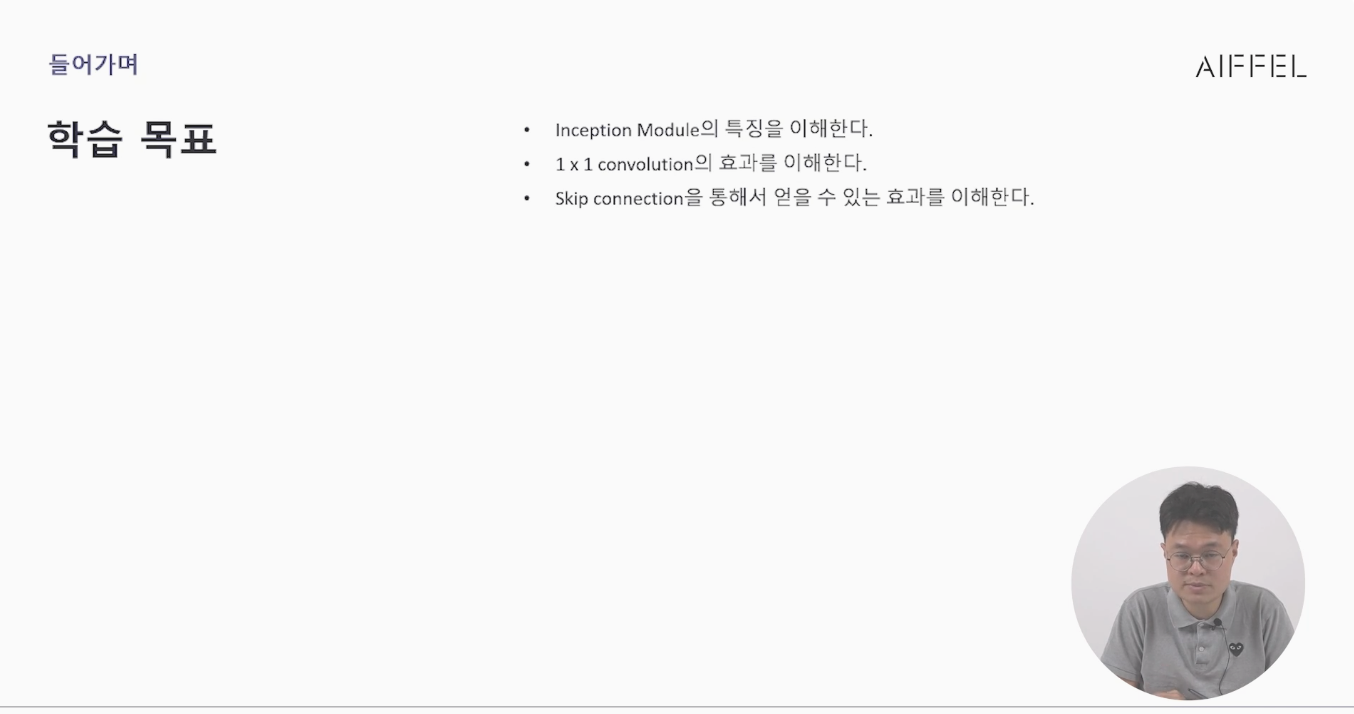 들어가며
AIFFEL
학습 목표
• Inception Module의 특징을 이해한다.
• 1 x 1 convolution의 효과를 이해한다.
• Skip connection을 통해서 얻을 수 있는 효과를 이해한다.